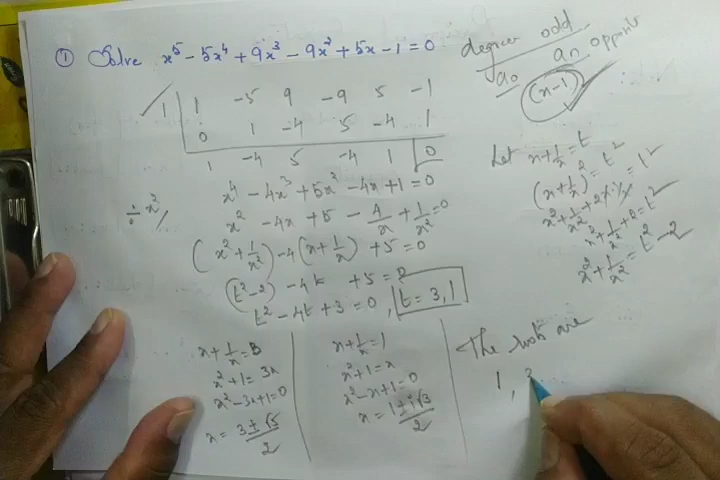 ① Solve x⁵ - 5x⁴ + 9x³ - 9x² + 5x - 1 = 0
degree odd
a₀ an opposite
(x-1)
1 | 1 -5 9 -9 5 -1
0 1 -4 5 -4 1
1 -4 5 -4 1 | 0
x⁴ - 4x³ + 5x² - 4x + 1 = 0
÷ x²
x² - 4x + 5 - 4/x + 1/x² = 0
(x² + 1/x²) - 4(x + 1/x) + 5 = 0
(t² - 2) - 4t + 5 = 0
t² - 4t + 3 = 0, t = 3, 1
Let x + 1/x = t
(x + 1/x)² = t²
x² + 1/x² + 2x·1/x = t²
x² + 1/x² + 2 = t²
x² + 1/x² = t² - 2
x + 1/x = 3
x² + 1 = 3x
x² - 3x + 1 = 0
x = 3 ± √5 / 2
x + 1/x = 1
x² + 1 = x
x² - x + 1 = 0
x = 1 ± i√3 / 2
The roots are
1, 3